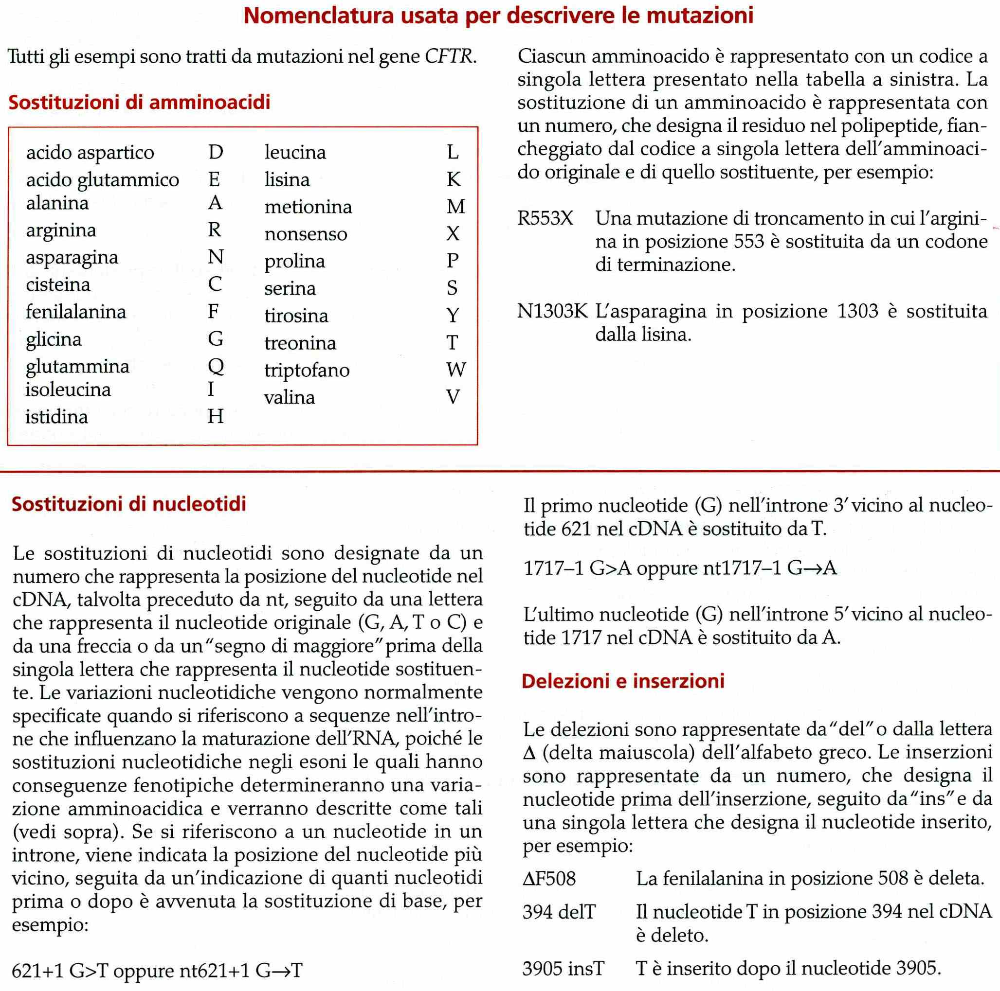 Nomenclatura usata per descrivere le mutazioni
Tutti gli esempi sono tratti da mutazioni nel gene CFTR.
Sostituzioni di amminoacidi
acido aspartico D leucina L
acido glutammico E lisina K
alanina A metionina M
arginina R nonsenso X
asparagina N prolina P
cisteina C serina S
fenilalanina F tirosina Y
glicina G treonina T
glutammina Q triptofano W
isoleucina I valina V
istidina H
Ciascun amminoacido è rappresentato con un codice a
singola lettera presentato nella tabella a sinistra. La
sostituzione di un amminoacido è rappresentata con
un numero, che designa il residuo nel polipeptide, fian-
cheggiato dal codice a singola lettera dell'amminoaci-
do originale e di quello sostituente, per esempio:
R553X Una mutazione di troncamento in cui l'argini-
na in posizione 553 è sostituita da un codone
di terminazione.
N1303K L'asparagina in posizione 1303 è sostituita
dalla lisina.
Sostituzioni di nucleotidi
Le sostituzioni di nucleotidi sono designate da un
numero che rappresenta la posizione del nucleotide nel
cDNA, talvolta preceduto da nt, seguito da una lettera
che rappresenta il nucleotide originale (G, A, T o C) e
da una freccia o da un "segno di maggiore" prima della
singola lettera che rappresenta il nucleotide sostituen-
te. Le variazioni nucleotidiche vengono normalmente
specificate quando si riferiscono a sequenze nell'intro-
ne che influenzano la maturazione dell'RNA, poiché le
sostituzioni nucleotidiche negli esoni le quali hanno
conseguenze fenotipiche determineranno una varia-
zione amminoacidica e verranno descritte come tali
(vedi sopra). Se si riferiscono a un nucleotide in un
introne, viene indicata la posizione del nucleotide più
vicino, seguita da un'indicazione di quanti nucleotidi
prima o dopo è avvenuta la sostituzione di base, per
esempio:
621+1 G>T oppure nt621+1 G→T
Il primo nucleotide (G) nell'introne 3' vicino al nucleo-
tide 621 nel cDNA è sostituito da T.
1717–1 G>A oppure nt1717–1 G→A
L'ultimo nucleotide (G) nell'introne 5' vicino al nucleo-
tide 1717 nel cDNA è sostituito da A.
Delezioni e inserzioni
Le delezioni sono rappresentate da "del" o dalla lettera
Δ (delta maiuscola) dell'alfabeto greco. Le inserzioni
sono rappresentate da un numero, che designa il
nucleotide prima dell'inserzione, seguito da "ins" e da
una singola lettera che designa il nucleotide inserito,
per esempio:
ΔF508 La fenilalanina in posizione 508 è deleta.
394 delT Il nucleotide T in posizione 394 nel cDNA
è deleto.
3905 insT T è inserito dopo il nucleotide 3905.